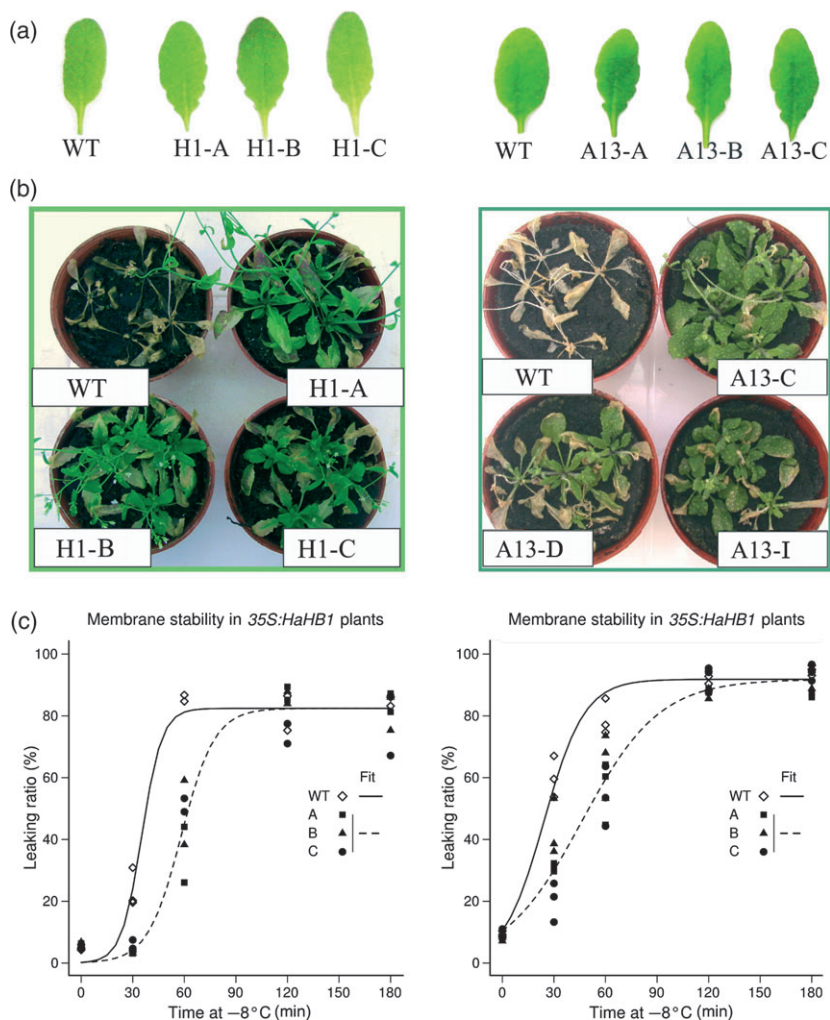 (a)
WT H1-A H1-B H1-C WT A13-A A13-B A13-C
(b)
WT H1-A WT A13-C
H1-B H1-C A13-D A13-I
(c)
Membrane stability in 35S:HaHB1 plants
Leaking ratio (%)
100
80
60
40
20
0
Fit
WT
A
B
C
0 30 60 90 120 150 180
Time at −8°C (min)
Membrane stability in 35S:HaHB1 plants
Leaking ratio (%)
100
80
60
40
20
0
Fit
WT
A
B
C
0 30 60 90 120 150 180
Time at −8°C (min)